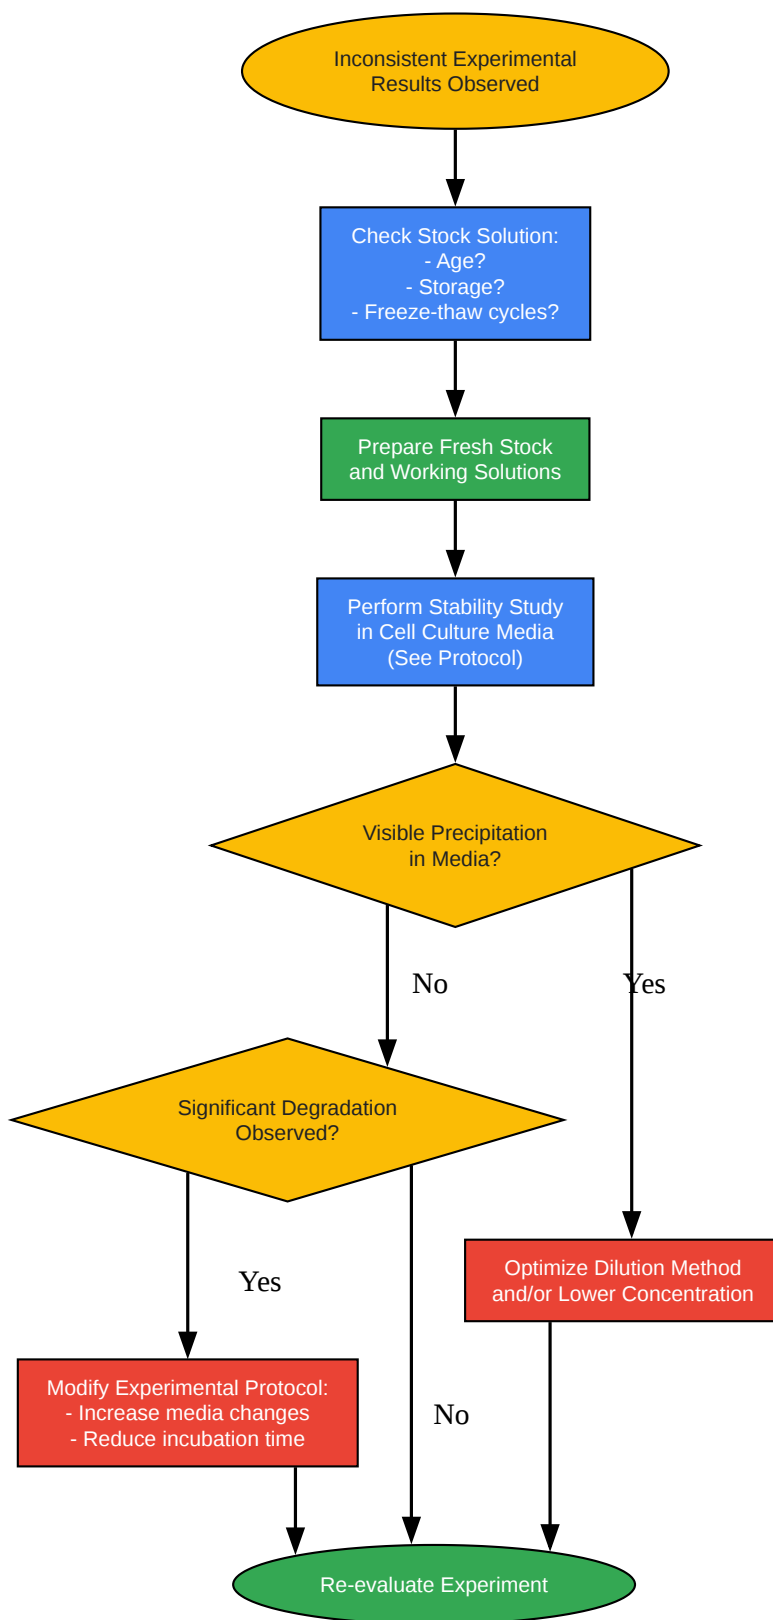 Inconsistent Experimental
Results Observed
Check Stock Solution:
- Age?
- Storage?
- Freeze-thaw cycles?
Prepare Fresh Stock
and Working Solutions
Perform Stability Study
in Cell Culture Media
(See Protocol)
Visible Precipitation
in Media?
No
Yes
Significant Degradation
Observed?
Optimize Dilution Method
and/or Lower Concentration
Yes
Modify Experimental Protocol:
- Increase media changes
- Reduce incubation time
No
Re-evaluate Experiment